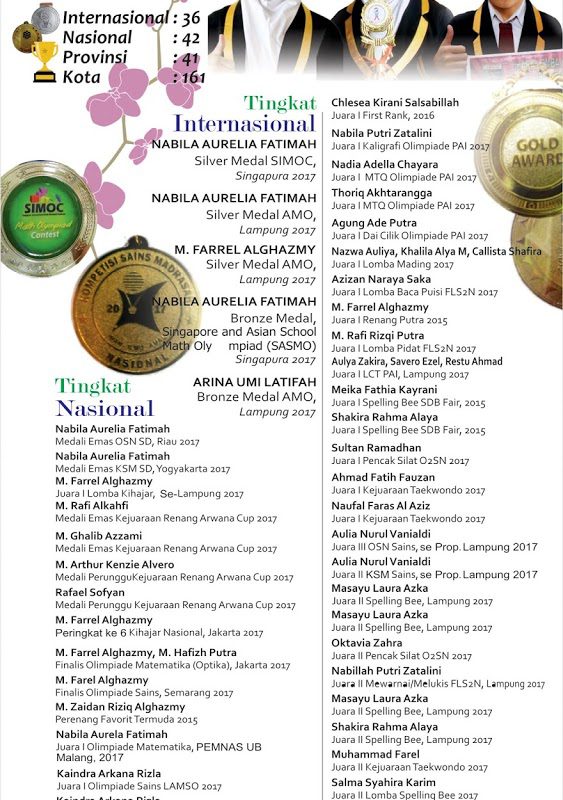 Internasional : 36
Nasional : 42
Provinsi : 41
Kota : 161
Tingkat
Internasional
NABILA AURELIA FATIMAH
Silver Medal SIMOC,
Singapura 2017
NABILA AURELIA FATIMAH
Silver Medal AMO,
Lampung 2017
M. FARREL ALGHAZMY
Silver Medal AMO,
Lampung 2017
NABILA AURELIA FATIMAH
Bronze Medal,
Singapore and Asian School
Math Oly mpiad (SASMO)
Singapura 2017
ARINA UMI LATIFAH
Bronze Medal AMO,
Lampung 2017
SIMOC
Math Olympiad
Contest
KOMPETISI SAINS MADRASAH
2017
NASIONAL
Tingkat
Nasional
Nabila Aurelia Fatimah
Medali Emas OSN SD, Riau 2017
Nabila Aurelia Fatimah
Medali Emas KSM SD, Yogyakarta 2017
M. Farrel Alghazmy
Juara I Lomba Kihajar, Se-Lampung 2017
M. Rafi Alkahfi
Medali Emas Kejuaraan Renang Arwana Cup 2017
M. Ghalib Azzami
Medali Emas Kejuaraan Renang Arwana Cup 2017
M. Arthur Kenzie Alvero
Medali PerungguKejuaraan Renang Arwana Cup 2017
Rafael Sofyan
Medali Perunggu Kejuaraan Renang Arwana Cup 2017
M. Farrel Alghazmy
Peringkat ke 6 Kihajar Nasional, Jakarta 2017
M. Farrel Alghazmy, M. Hafizh Putra
Finalis Olimpiade Matematika (Optika), Jakarta 2017
M. Farel Alghazmy
Finalis Olimpiade Sains, Semarang 2017
M. Zaidan Riziq Alghazmy
Perenang Favorit Termuda 2015
Nabila Aurelia Fatimah
Juara I Olimpiade Matematika, PEMNAS UB
Malang, 2017
Kaindra Arkana Rizla
Juara I Olimpiade Sains LAMSO 2017
Kaindra Arkana Rizla
Chlesea Kirani Salsabillah
Juara I First Rank, 2016
Nabila Putri Zatalini
Juara I Kaligrafi Olimpiade PAI 2017
Nadia Adella Chayara
Juara I MTQ Olimpiade PAI 2017
Thoriq Akhtarangga
Juara I MTQ Olimpiade PAI 2017
Agung Ade Putra
Juara I Dai Cilik Olimpiade PAI 2017
Nazwa Auliya, Khalila Alya M, Callista Shafira
Juara I Lomba Mading 2017
Azizan Naraya Saka
Juara I Lomba Baca Puisi FLS2N 2017
M. Farrel Alghazmy
Juara I Renang Putra 2015
M. Rafi Rizqi Putra
Juara I Lomba Pidat FLS2N 2017
Aulya Zakira, Savero Ezel, Restu Ahmad
Juara I LCT PAI, Lampung 2017
Meika Fathia Kayrani
Juara I Spelling Bee SDB Fair, 2015
Shakira Rahma Alaya
Juara I Spelling Bee SDB Fair, 2015
Sultan Ramadhan
Juara I Pencak Silat O2SN 2017
Ahmad Fatih Fauzan
Juara I Kejuaraan Taekwondo 2017
Naufal Faras Al Aziz
Juara I Kejuaraan Taekwondo 2017
Aulia Nurul Vanialdi
Juara III OSN Sains, se Prop. Lampung 2017
Aulia Nurul Vanialdi
Juara II KSM Sains, se Prop. Lampung 2017
Masayu Laura Azka
Juara II Spelling Bee, Lampung 2017
Masayu Laura Azka
Juara II Spelling Bee, Lampung 2017
Oktavia Zahra
Juara II Pencak Silat O2SN 2017
Nabillah Putri Zatalini
Juara II Mewarnai/Melukis FLS2N, Lampung 2017
Masayu Laura Azka
Juara II Spelling Bee, Lampung 2017
Shakira Rahma Alaya
Juara II Spelling Bee, Lampung 2017
Muhammad Farel
Juara II Kejuaraan Taekwondo 2017
Salma Syahira Karim
Juara II Lomba Spelling Bee 2017
GOLD
AWARD